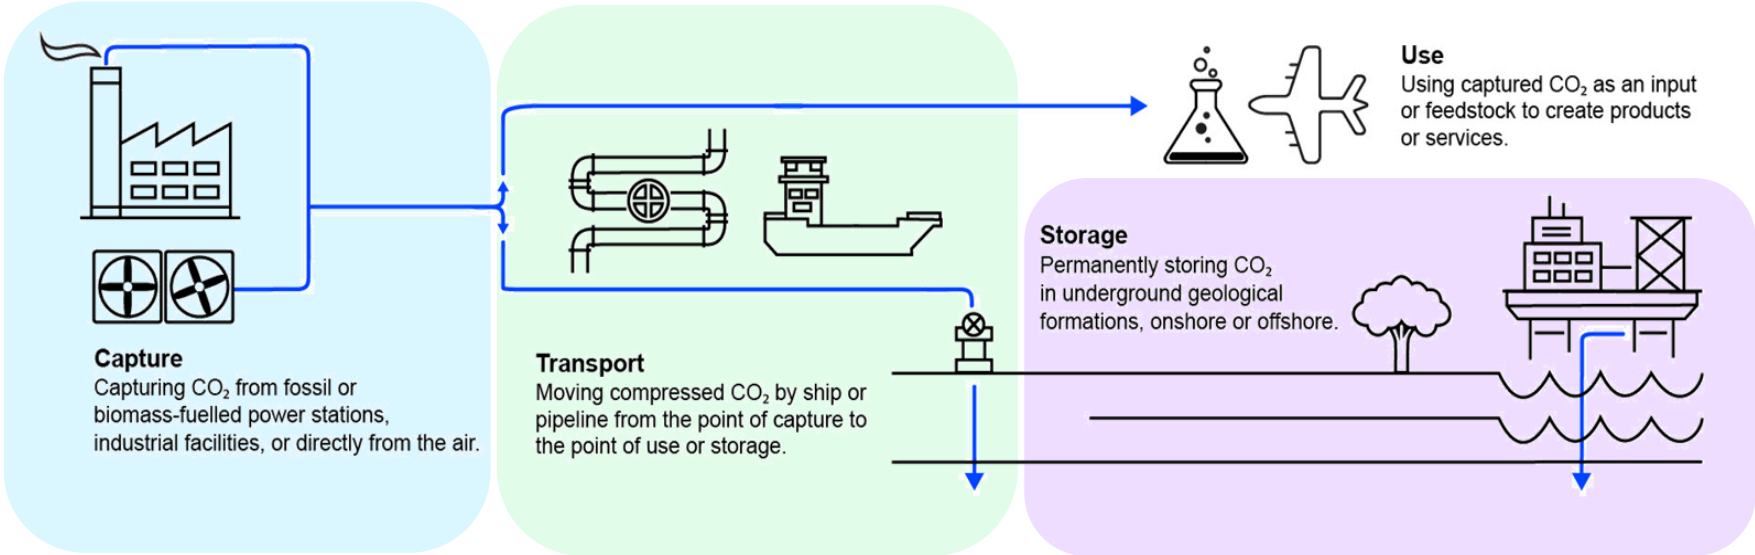 Capture
Capturing CO₂ from fossil or
biomass-fuelled power stations,
industrial facilities, or directly from the air.
Transport
Moving compressed CO₂ by ship or
pipeline from the point of capture to
the point of use or storage.
Use
Using captured CO₂ as an input
or feedstock to create products
or services.
Storage
Permanently storing CO₂
in underground geological
formations, onshore or offshore.